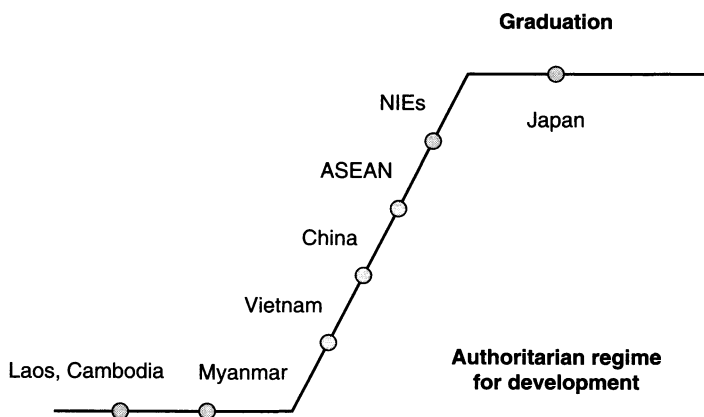 Graduation
NIEs
Japan
ASEAN
China
Vietnam
Laos, Cambodia
Myanmar
Authoritarian regime
for development